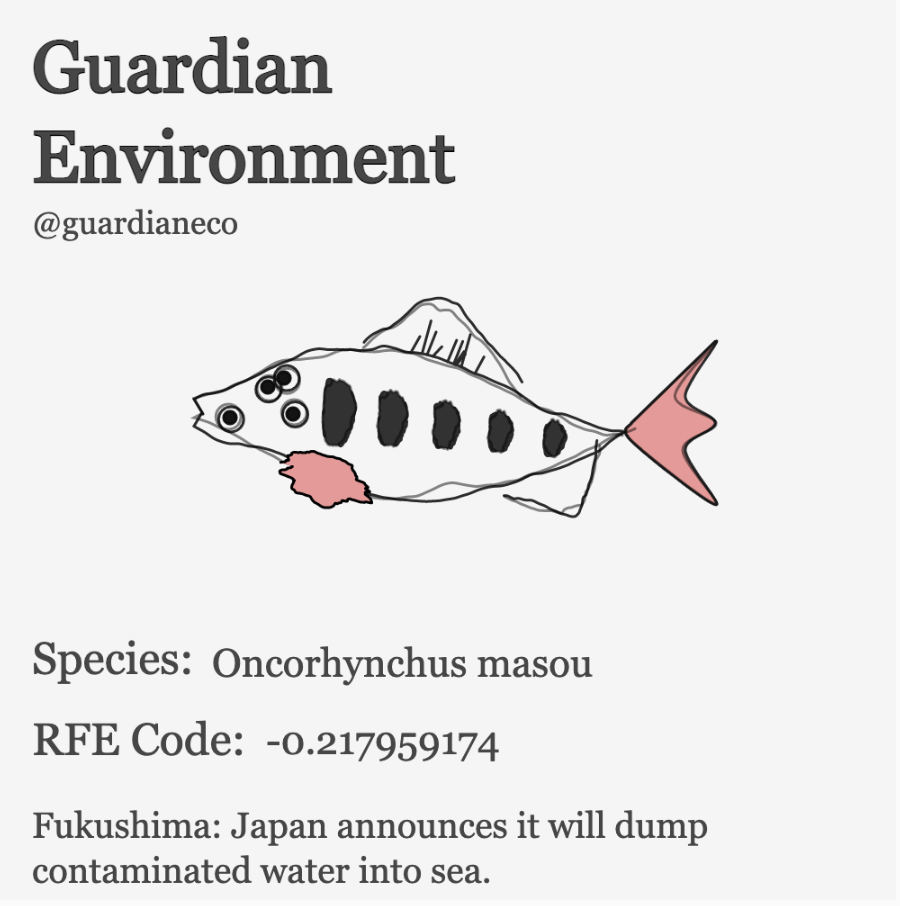 Guardian
Environment
@guardianeco
Species: Oncorhynchus masou
RFE Code: -0.217959174
Fukushima: Japan announces it will dump
contaminated water into sea.